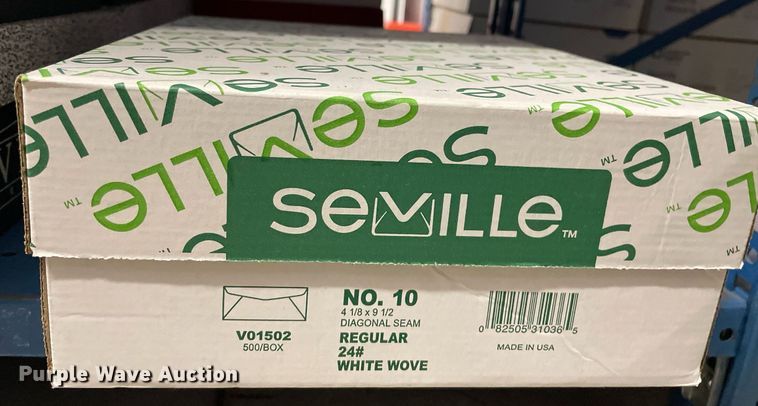 seVILLe™
NO. 10
4 1/8 x 9 1/2
DIAGONAL SEAM
V01502
500/BOX
REGULAR
24#
WHITE WOVE
0 82505 31036 5
MADE IN USA
Purple Wave Auction